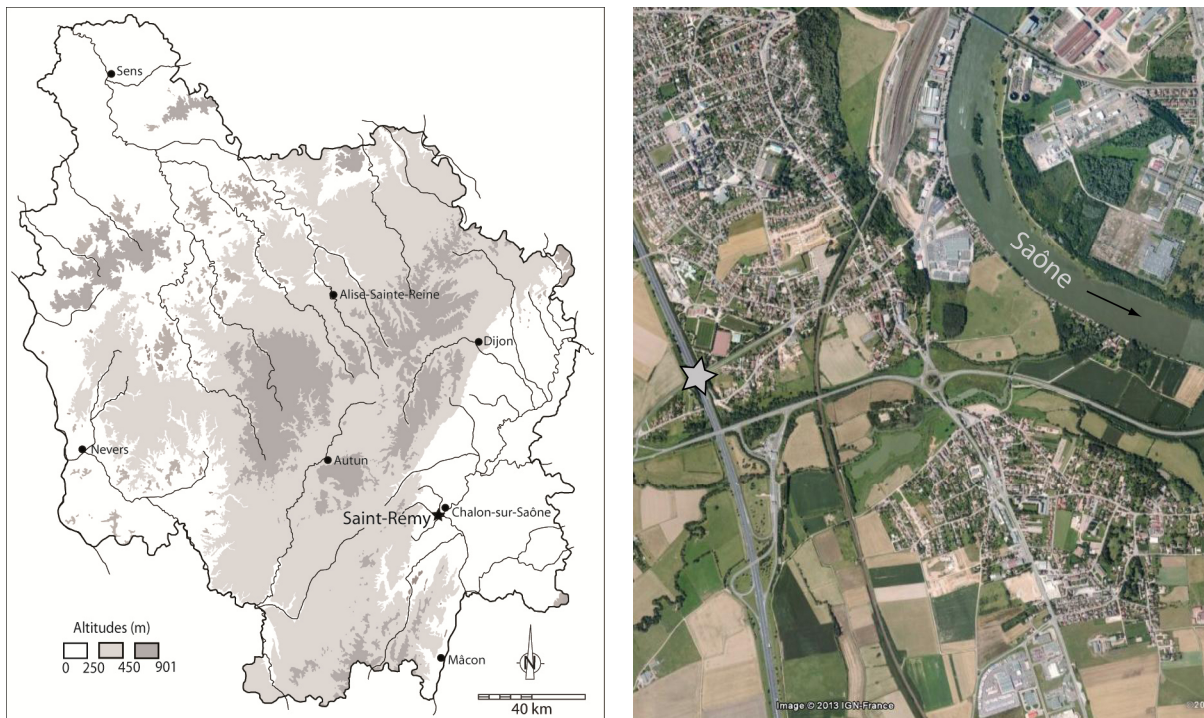 Sens
Alise-Sainte-Reine
Dijon
Nevers
Autun
Chalon-sur-Saône
Saint-Rémy
Altitudes (m)
0 250 450 901
Mâcon
N
40 km
Saône
Image © 2013 IGN-France